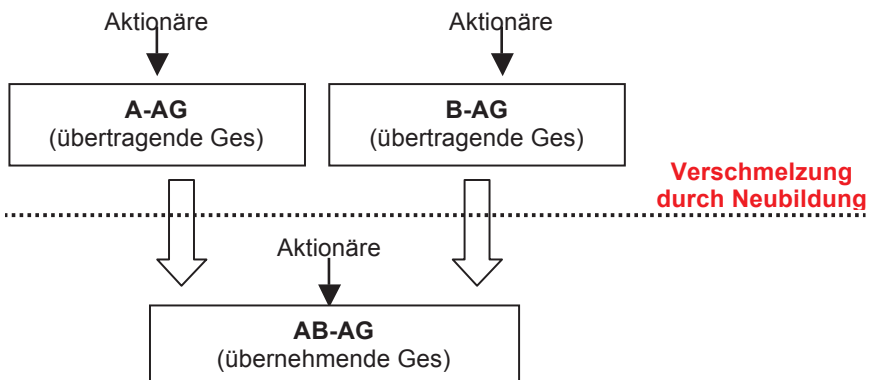 Aktionäre
Aktionäre
A-AG
(übertragende Ges)
B-AG
(übertragende Ges)
Verschmelzung
durch Neubildung
Aktionäre
AB-AG
(übernehmende Ges)